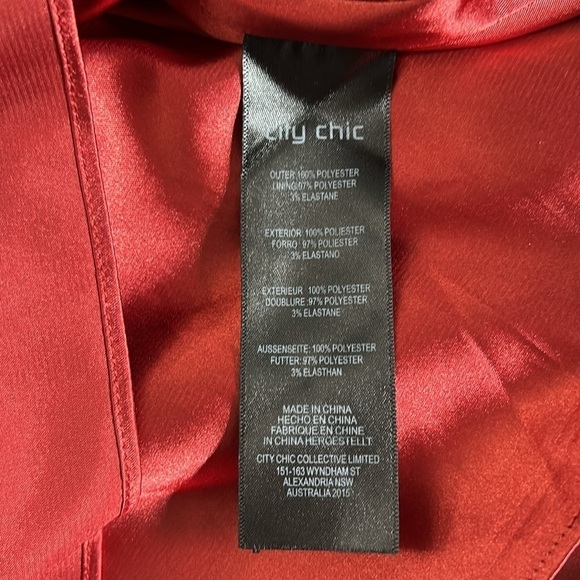 city chic
OUTER:100% POLYESTER
LINING:97% POLYESTER
3% ELASTANE
EXTERIOR: 100% POLIESTER
FORRO: 97% POLIESTER
3% ELASTANO
EXTERIEUR: 100% POLYESTER
DOUBLURE: 97% POLYESTER
3% ELASTANE
AUSSENSEITE: 100% POLYESTER
FUTTER: 97% POLYESTER
3% ELASTHAN
MADE IN CHINA
HECHO EN CHINA
FABRIQUE EN CHINE
IN CHINA HERGESTELLT
CITY CHIC COLLECTIVE LIMITED
151-163 WYNDHAM ST
ALEXANDRIA NSW
AUSTRALIA 2015